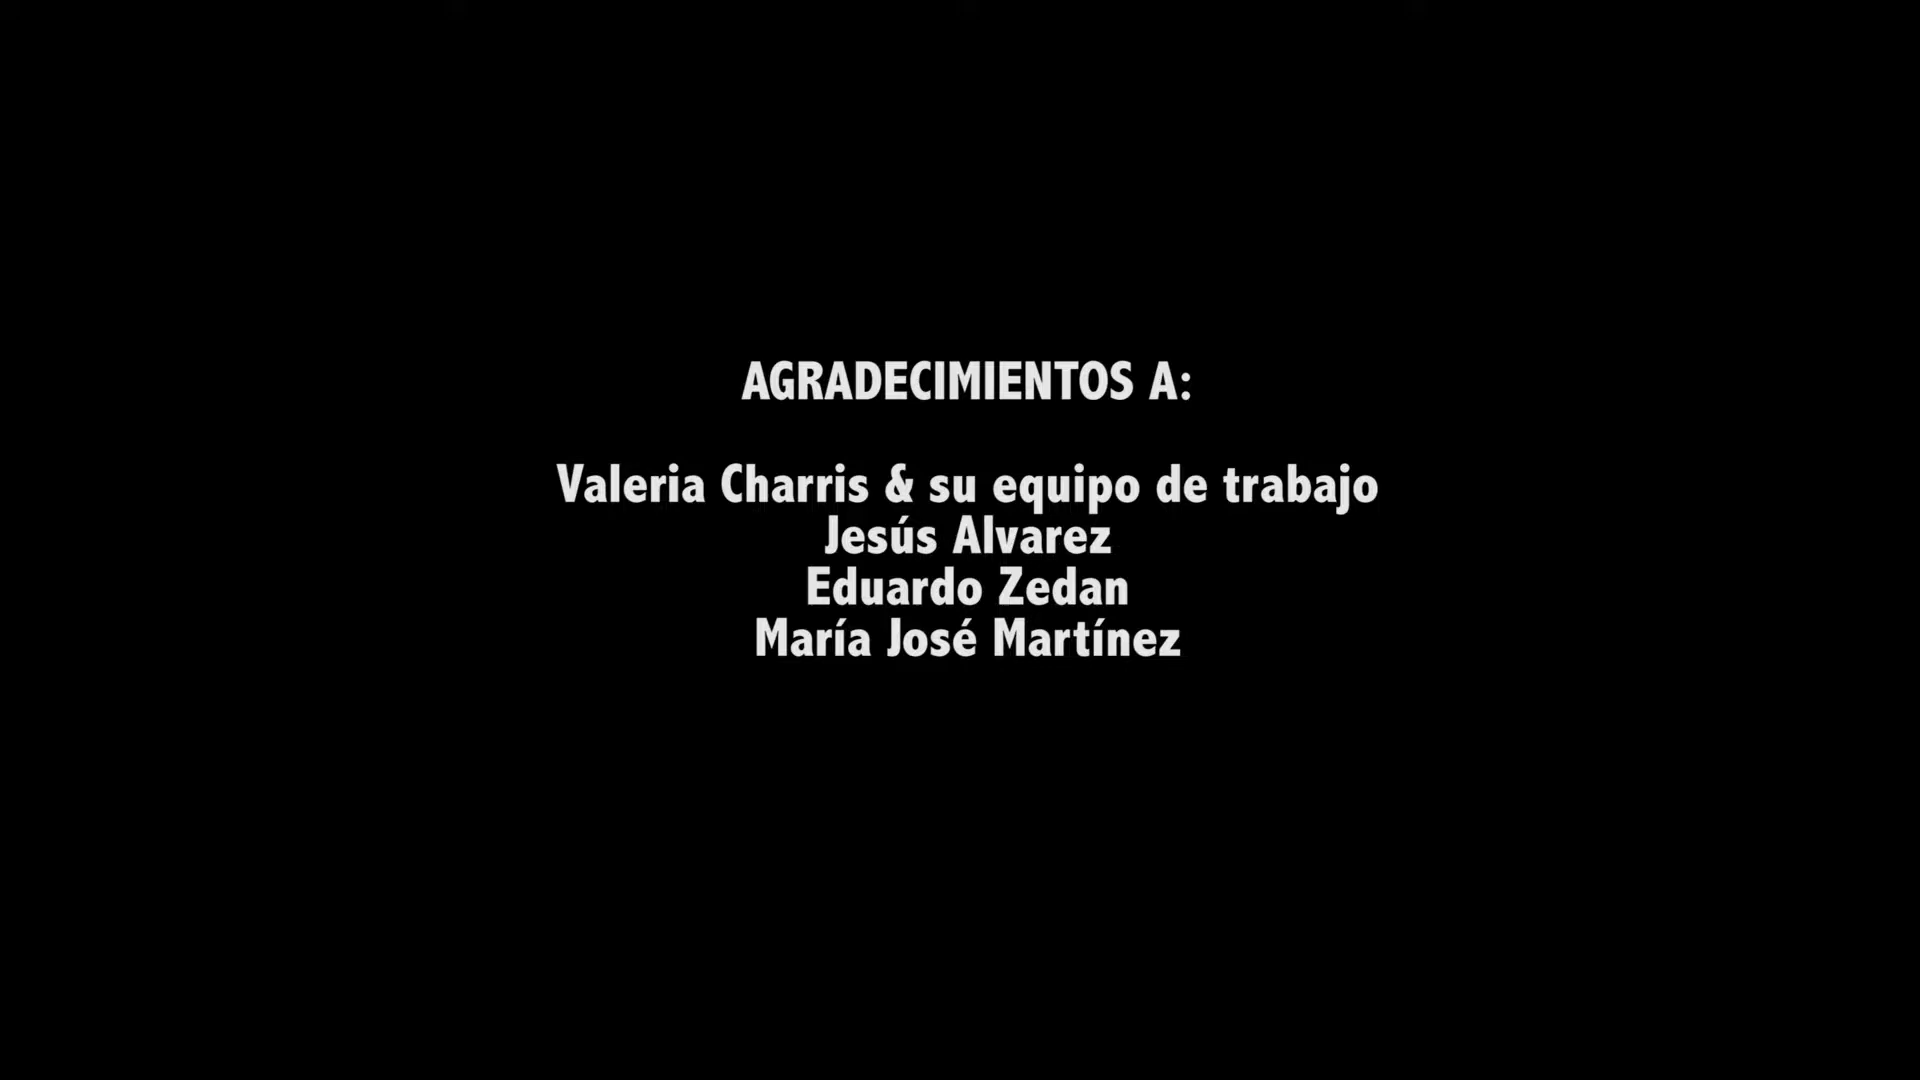 AGRADECIMIENTOS A:
Valeria Charris & su equipo de trabajo
Jesús Alvarez
Eduardo Zedan
María José Martínez